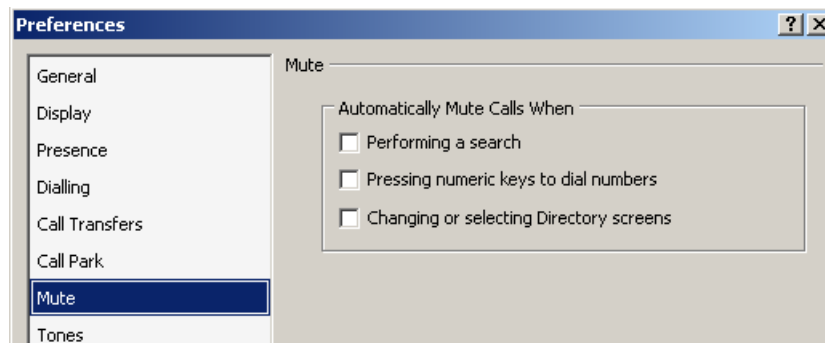 Preferences
General
Display
Presence
Dialling
Call Transfers
Call Park
Mute
Tones
Mute
Automatically Mute Calls When
Performing a search
Pressing numeric keys to dial numbers
Changing or selecting Directory screens